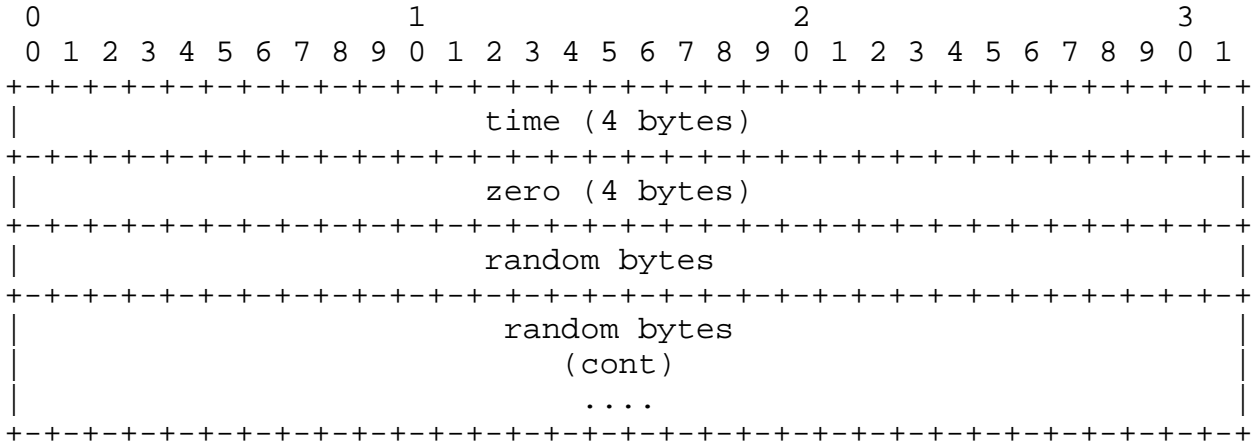 0                   1                   2                   3
 0 1 2 3 4 5 6 7 8 9 0 1 2 3 4 5 6 7 8 9 0 1 2 3 4 5 6 7 8 9 0 1
+-+-+-+-+-+-+-+-+-+-+-+-+-+-+-+-+-+-+-+-+-+-+-+-+-+-+-+-+-+-+-+-+
|                        time (4 bytes)                         |
+-+-+-+-+-+-+-+-+-+-+-+-+-+-+-+-+-+-+-+-+-+-+-+-+-+-+-+-+-+-+-+-+
|                        zero (4 bytes)                         |
+-+-+-+-+-+-+-+-+-+-+-+-+-+-+-+-+-+-+-+-+-+-+-+-+-+-+-+-+-+-+-+-+
|                        random bytes                           |
+-+-+-+-+-+-+-+-+-+-+-+-+-+-+-+-+-+-+-+-+-+-+-+-+-+-+-+-+-+-+-+-+
|                         random bytes                          |
|                            (cont)                             |
|                             ....                              |
+-+-+-+-+-+-+-+-+-+-+-+-+-+-+-+-+-+-+-+-+-+-+-+-+-+-+-+-+-+-+-+-+